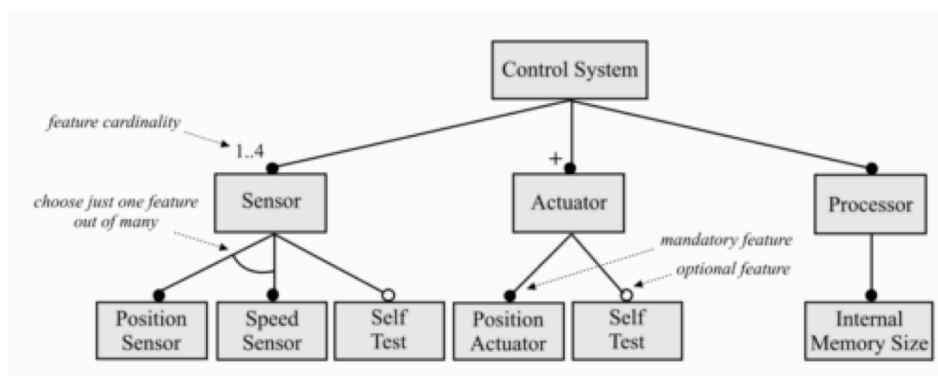 Control System
feature cardinality
1..4
+
Sensor
Actuator
Processor
choose just one feature
out of many
mandatory feature
optional feature
Position
Sensor
Speed
Sensor
Self
Test
Position
Actuator
Self
Test
Internal
Memory Size